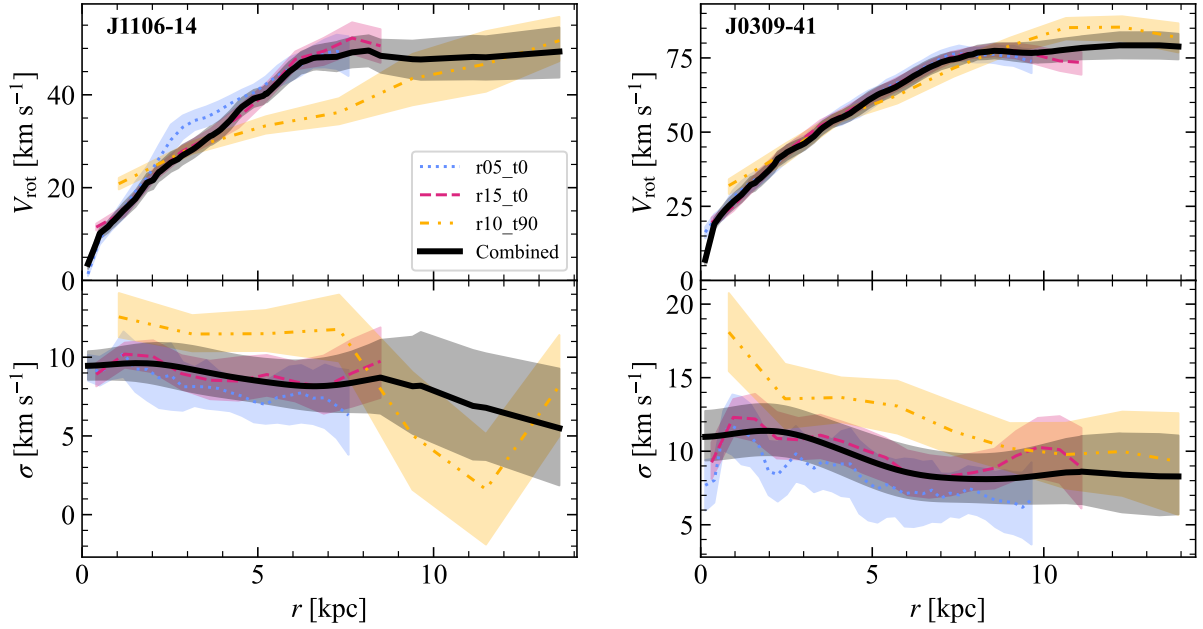 J1106-14
J0309-41
V_rot [km s⁻¹]
40
20
0
r05_t0
r15_t0
r10_t90
Combined
V_rot [km s⁻¹]
75
50
25
0
σ [km s⁻¹]
10
5
0
σ [km s⁻¹]
20
15
10
5
0
5
10
r [kpc]
0
5
10
r [kpc]